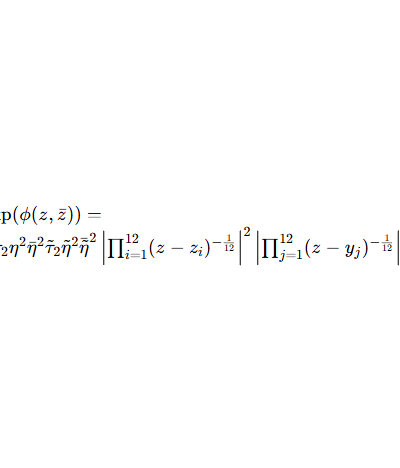 p(ϕ(z, z̄)) =
₂η²η̄²τ̃₂η̃²η̃̄² |∏ᵢ₌₁¹²(z − zᵢ)^{−1/12}|² |∏ⱼ₌₁¹²(z − yⱼ)^{−1/12}|